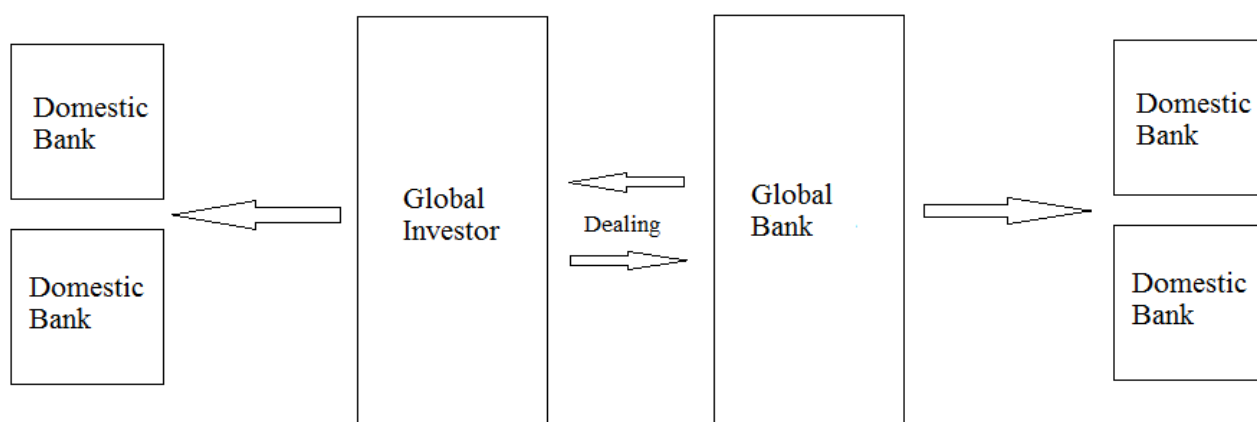 Domestic
Bank
Domestic
Bank
Global
Investor
Dealing
Global
Bank
Domestic
Bank
Domestic
Bank